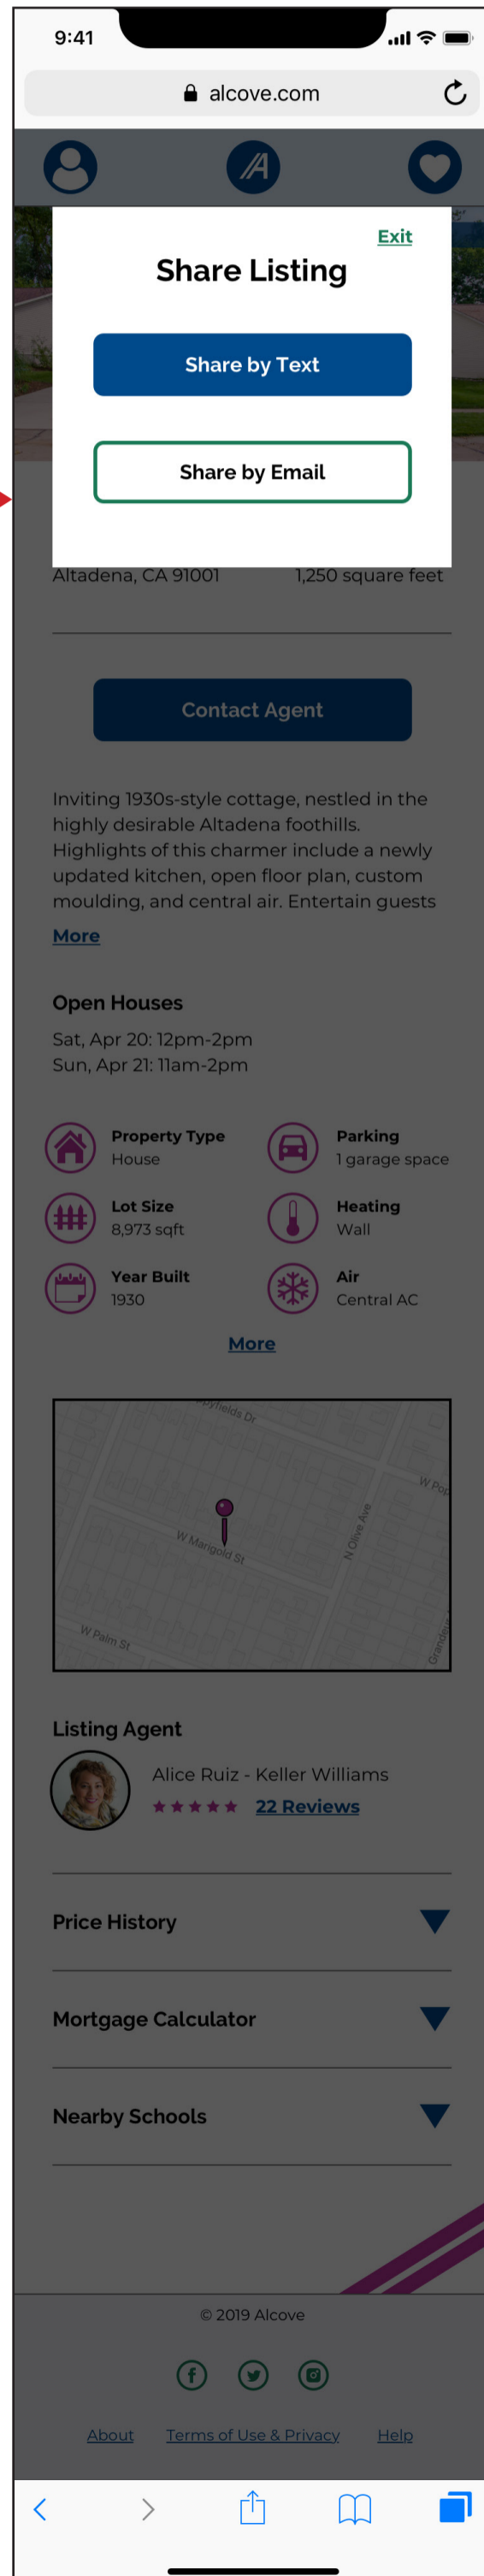 9:41
alcove.com
Exit
Share Listing
Share by Text
Share by Email
Altadena, CA 91001 1,250 square feet
Contact Agent
Inviting 1930s-style cottage, nestled in the
highly desirable Altadena foothills.
Highlights of this charmer include a newly
updated kitchen, open floor plan, custom
moulding, and central air. Entertain guests
More
Open Houses
Sat, Apr 20: 12pm-2pm
Sun, Apr 21: 11am-2pm
Property Type
House
Parking
1 garage space
Lot Size
8,973 sqft
Heating
Wall
Year Built
1930
Air
Central AC
More
W Marigold St
N Olive Ave
W Palm St
Listing Agent
Alice Ruiz - Keller Williams
22 Reviews
Price History
Mortgage Calculator
Nearby Schools
© 2019 Alcove
About Terms of Use & Privacy Help